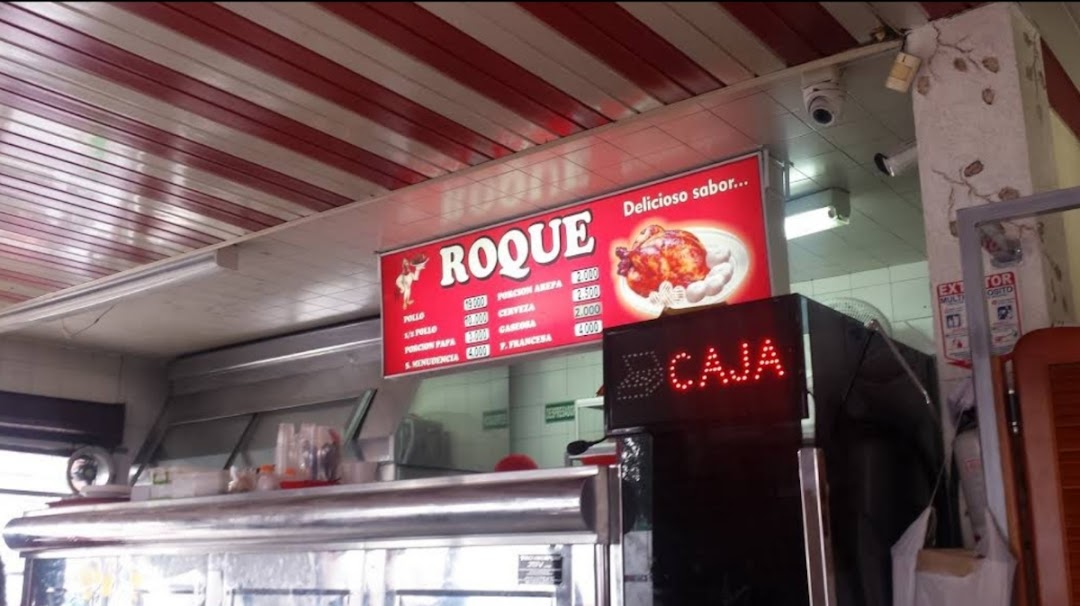 ROQUE
Delicioso sabor...
POLLO 19.000
1/2 POLLO 10.000
PORCION PAPA 3.000
S. MENUDENCIA 4.000
PORCION AREPA 2.000
CERVEZA 2.500
GASEOSA 2.000
P. FRANCESA 4.000
CAJA